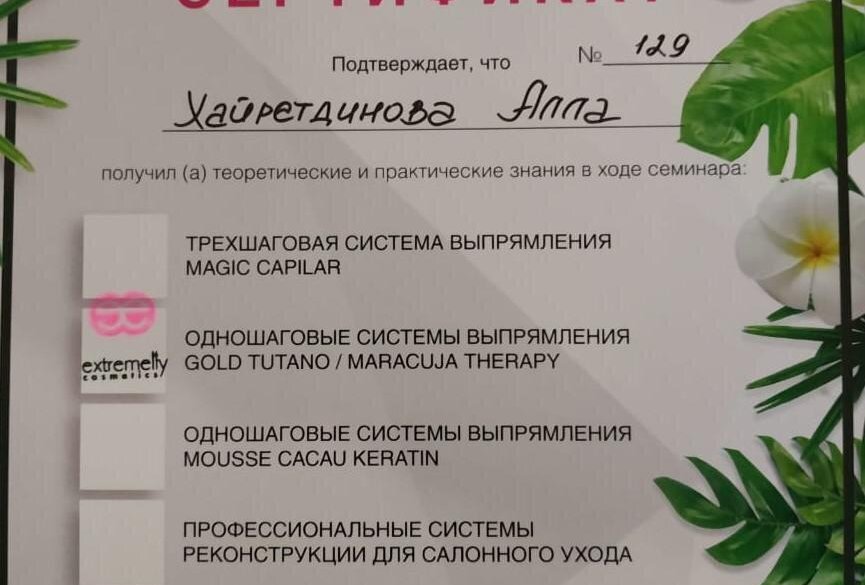 СЕРТИФИКАТ
№ 129
Подтверждает, что
Хайретдинова Алла
получил (а) теоретические и практические знания в ходе семинара:
ТРЕХШАГОВАЯ СИСТЕМА ВЫПРЯМЛЕНИЯ
MAGIC CAPILAR
ОДНОШАГОВЫЕ СИСТЕМЫ ВЫПРЯМЛЕНИЯ
GOLD TUTANO / MARACUJA THERAPY
extremelly
cosmetics
ОДНОШАГОВЫЕ СИСТЕМЫ ВЫПРЯМЛЕНИЯ
MOUSSE CACAU KERATIN
ПРОФЕССИОНАЛЬНЫЕ СИСТЕМЫ
РЕКОНСТРУКЦИИ ДЛЯ САЛОННОГО УХОДА